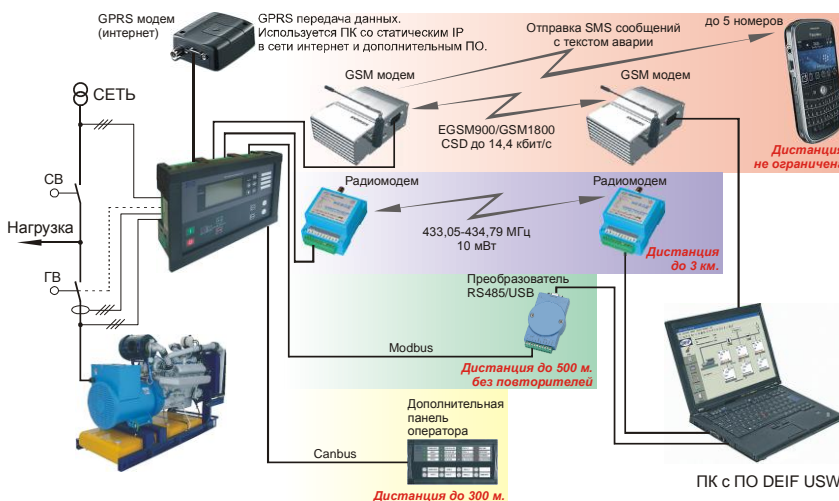 GPRS модем
(интернет)
GPRS передача данных.
Используется ПК со статическим IP
в сети интернет и дополнительным ПО.
Отправка SMS сообщений
с текстом аварии
до 5 номеров
GSM модем
GSM модем
EGSM900/GSM1800
CSD до 14,4 кбит/с
Дистанция
не ограничена
СЕТЬ
СВ
Нагрузка
ГВ
Радиомодем
Радиомодем
433,05-434,79 МГц
10 мВт
Дистанция
до 3 км.
Преобразователь
RS485/USB
Modbus
Дистанция до 500 м.
без повторителей
Дополнительная
панель
оператора
Canbus
Дистанция до 300 м.
ПК с ПО DEIF USW